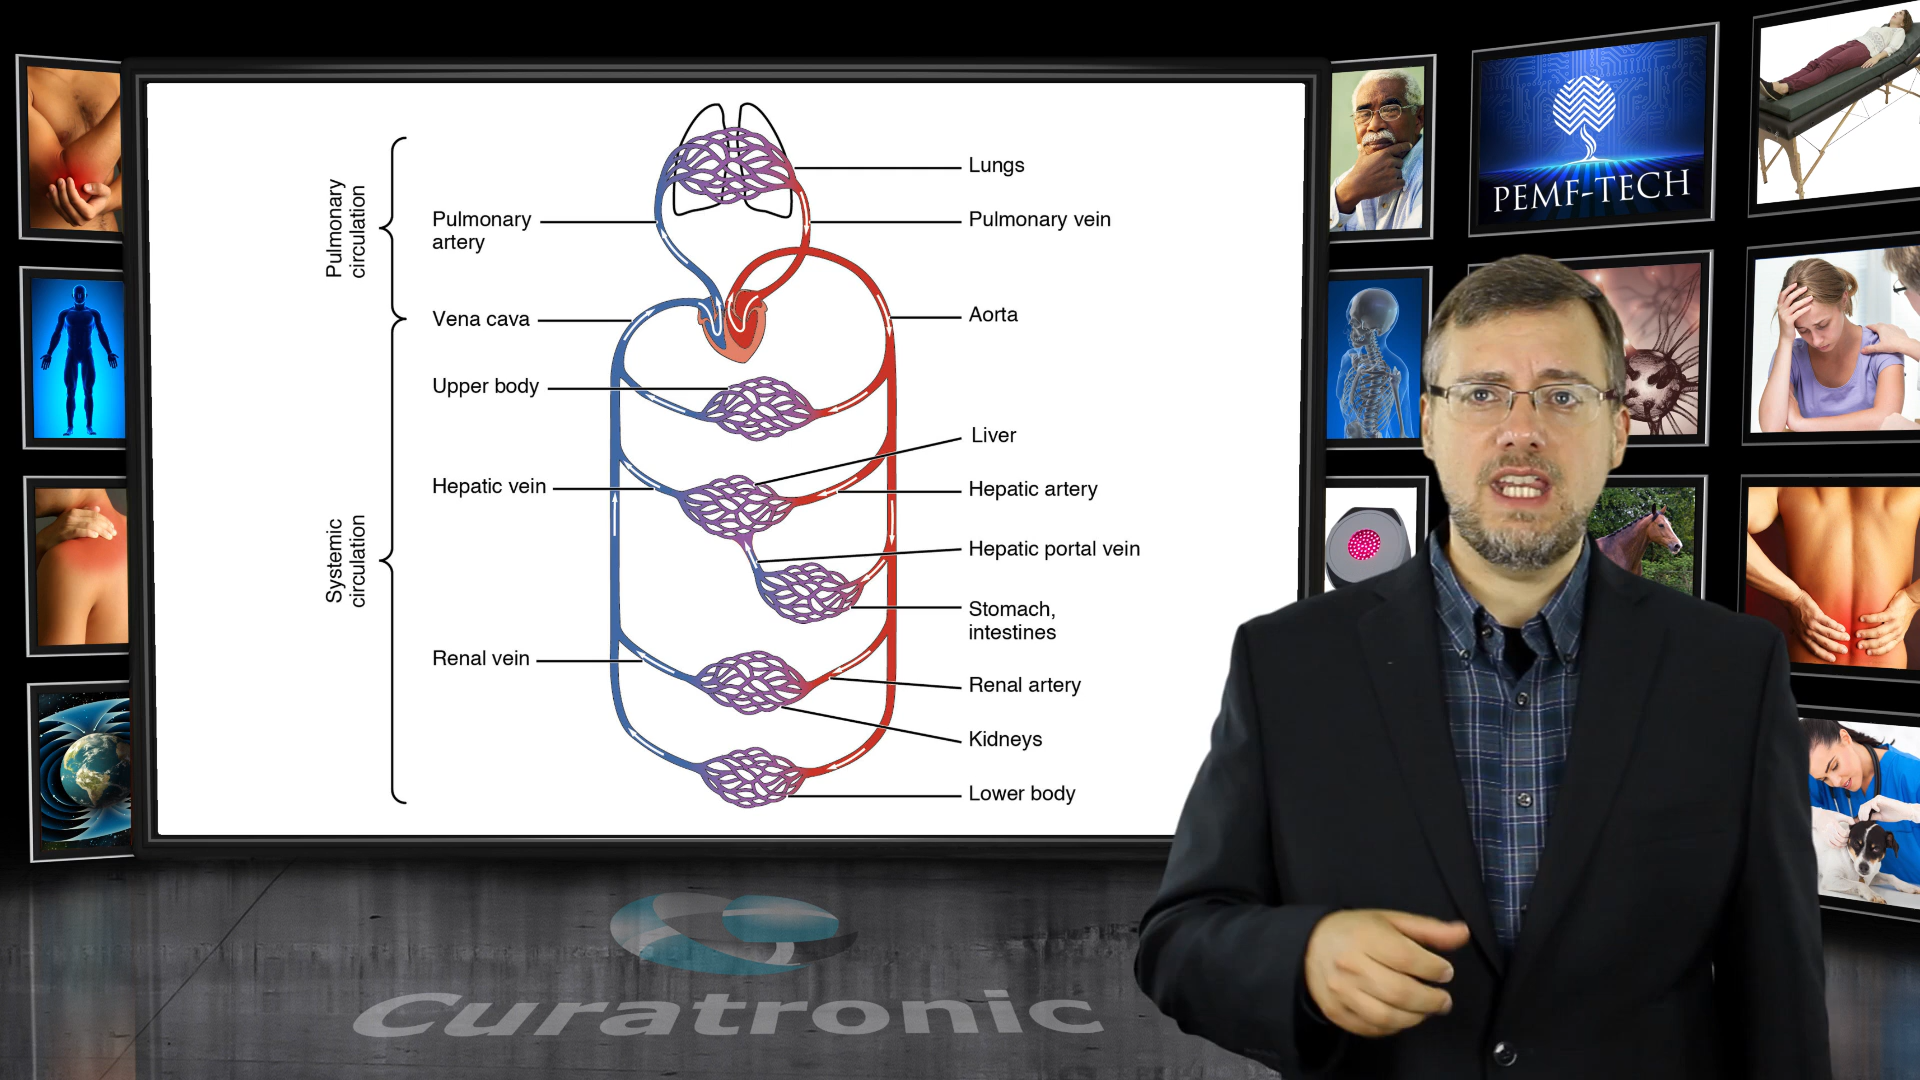 Pulmonary
circulation
Systemic
circulation
Pulmonary
artery
Vena cava
Upper body
Hepatic vein
Renal vein
Lungs
Pulmonary vein
Aorta
Liver
Hepatic artery
Hepatic portal vein
Stomach,
intestines
Renal artery
Kidneys
Lower body
PEMF-TECH
Curatronic